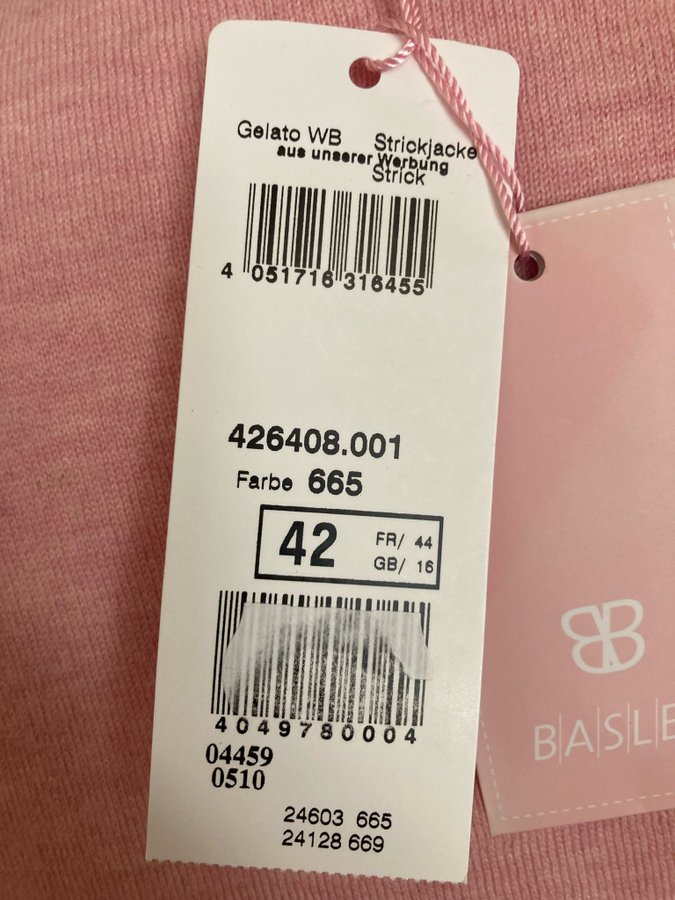 Gelato WB Strickjacke
aus unserer Werbung
Strick
4 051716 316455
426408.001
Farbe 665
42 FR/ 44
GB/ 16
4049780004
04459
0510
24603 665
24128 669
BB
B|A|S|L|E